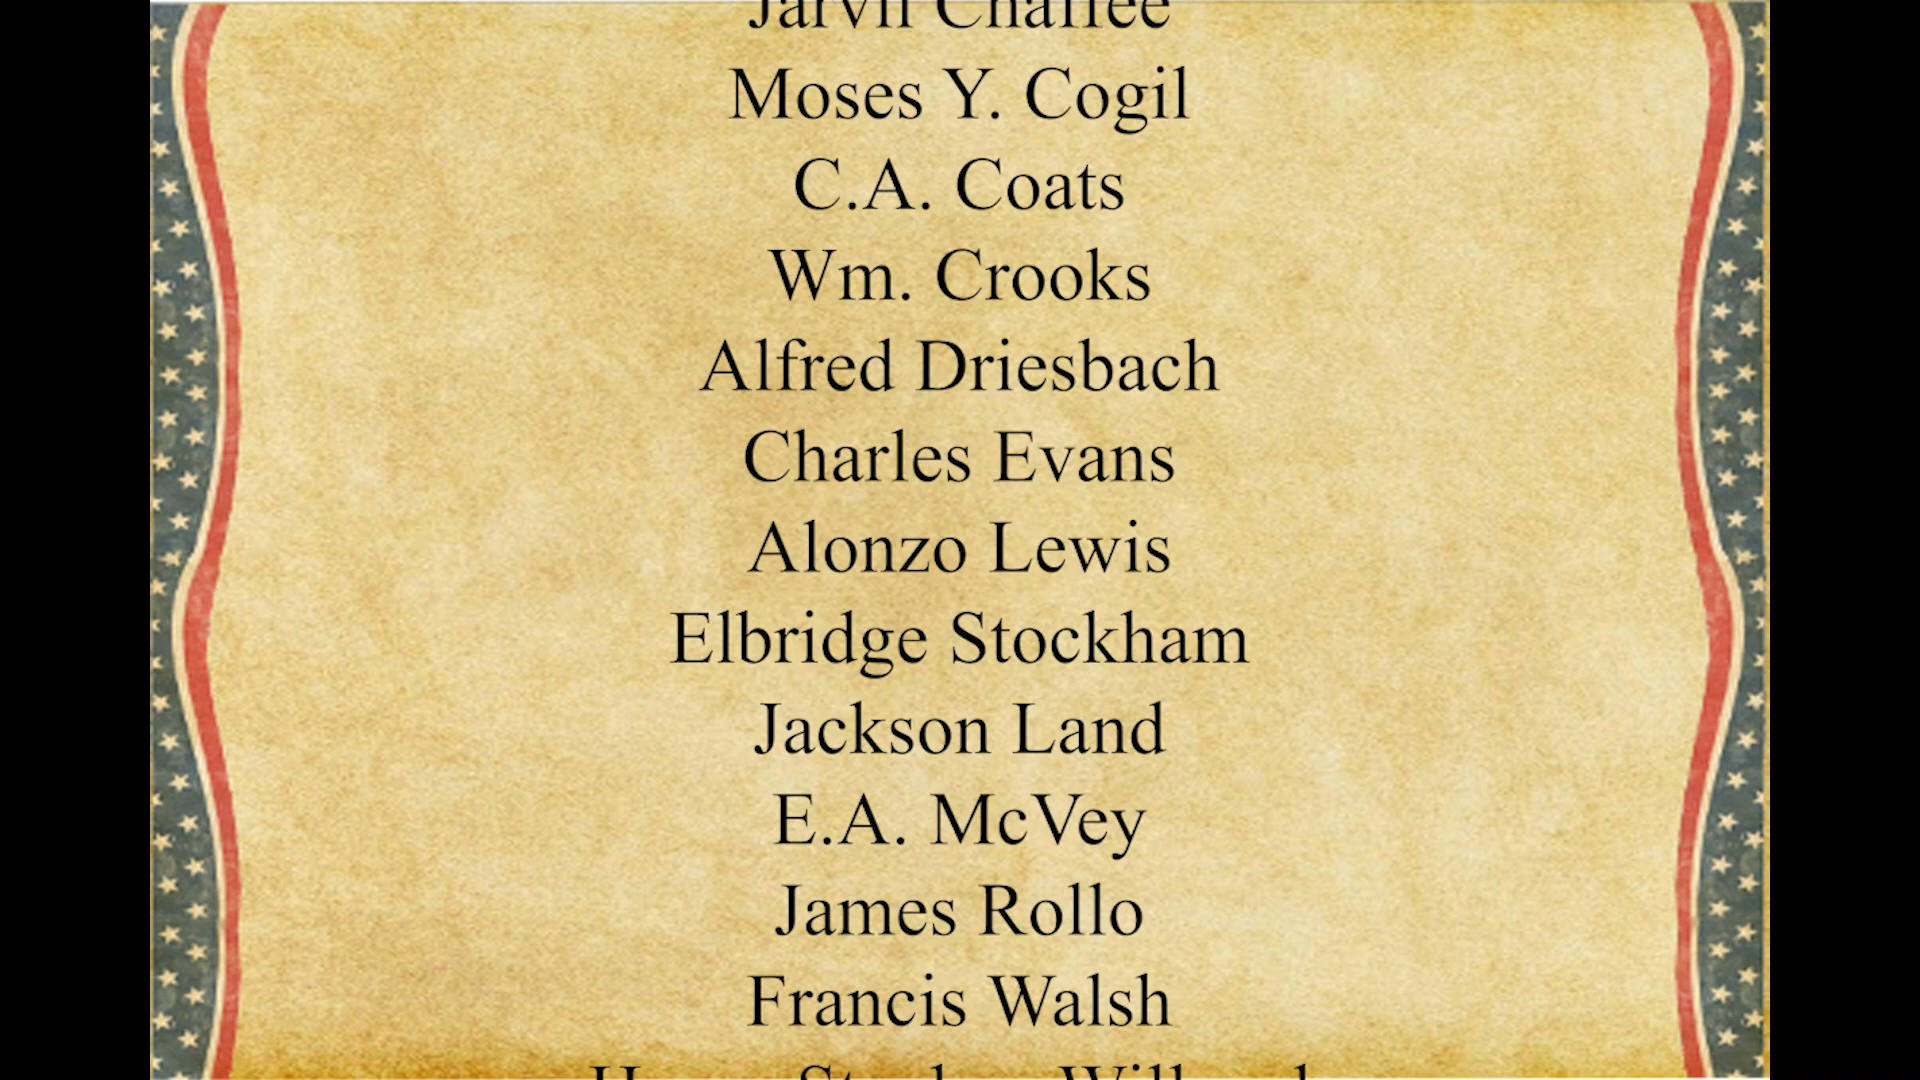 Chaffee
Moses Y. Cogil
C.A. Coats
Wm. Crooks
Alfred Driesbach
Charles Evans
Alonzo Lewis
Elbridge Stockham
Jackson Land
E.A. McVey
James Rollo
Francis Walsh